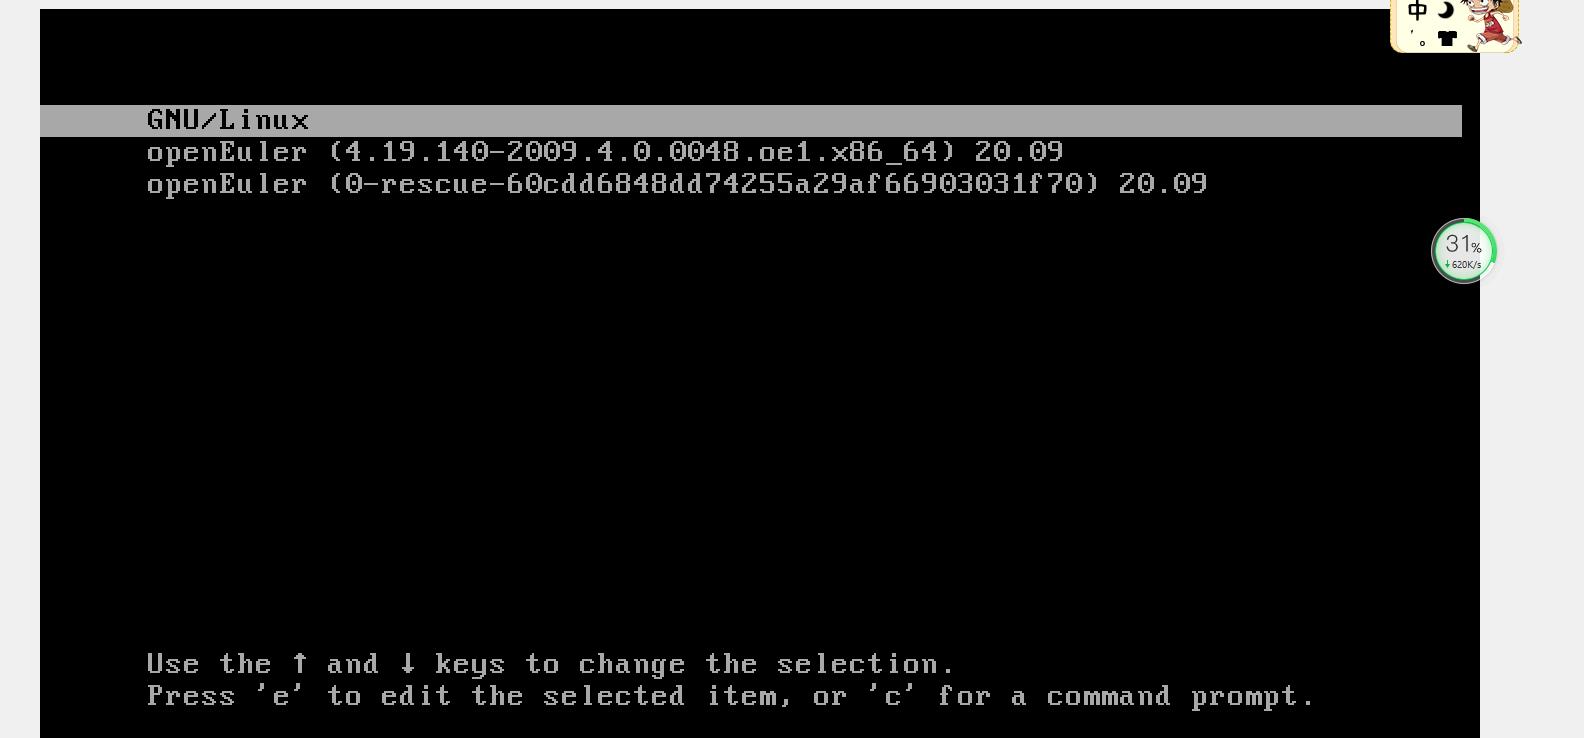 中
GNU/Linux
openEuler (4.19.140-2009.4.0.0048.oe1.x86_64) 20.09
openEuler (0-rescue-60cdd6848dd74255a29af66903031f70) 20.09
31%
↓620K/s
Use the ↑ and ↓ keys to change the selection.
Press 'e' to edit the selected item, or 'c' for a command prompt.